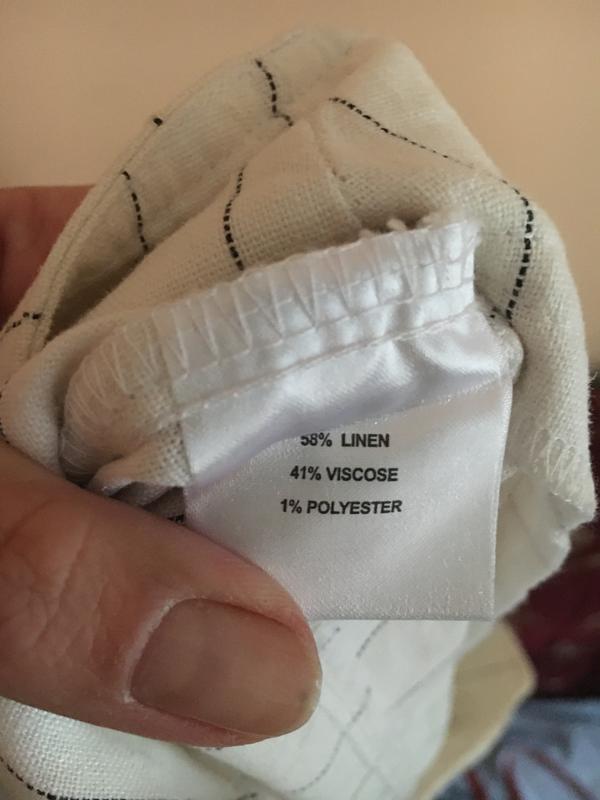 58% LINEN
41% VISCOSE
1% POLYESTER